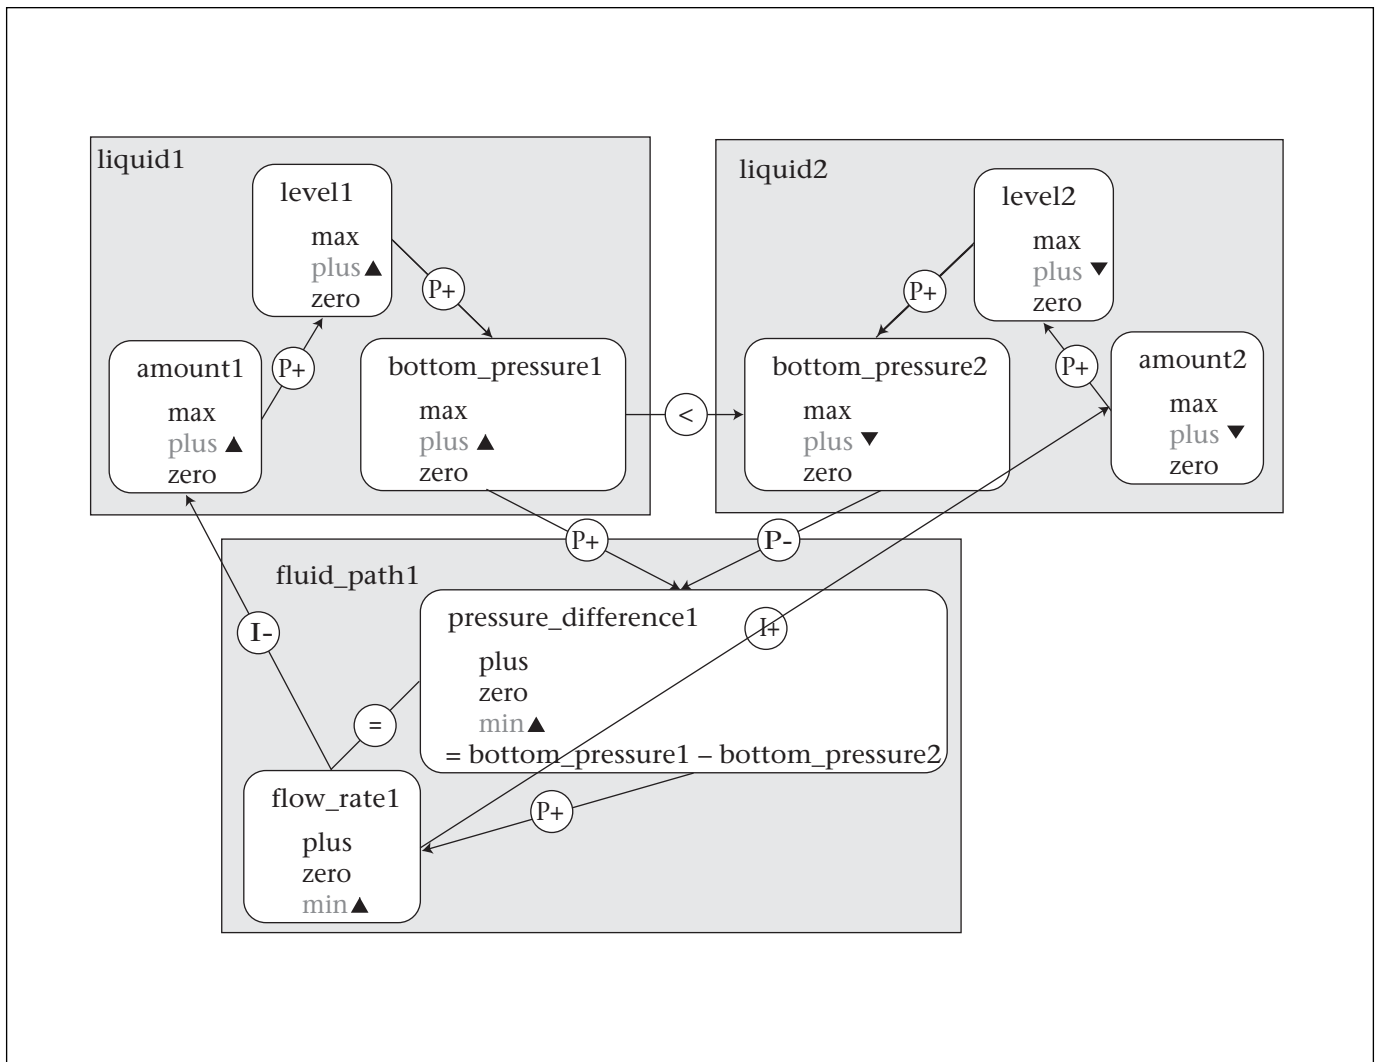 liquid1
level1
max
plus ▲
zero
P+
P+
amount1
max
plus ▲
zero
bottom_pressure1
max
plus ▲
zero
<
liquid2
level2
max
plus ▼
zero
P+
P+
bottom_pressure2
max
plus ▼
zero
amount2
max
plus ▼
zero
P+
P-
fluid_path1
pressure_difference1
plus
zero
min ▲
= bottom_pressure1 – bottom_pressure2
I+
I-
=
P+
flow_rate1
plus
zero
min ▲